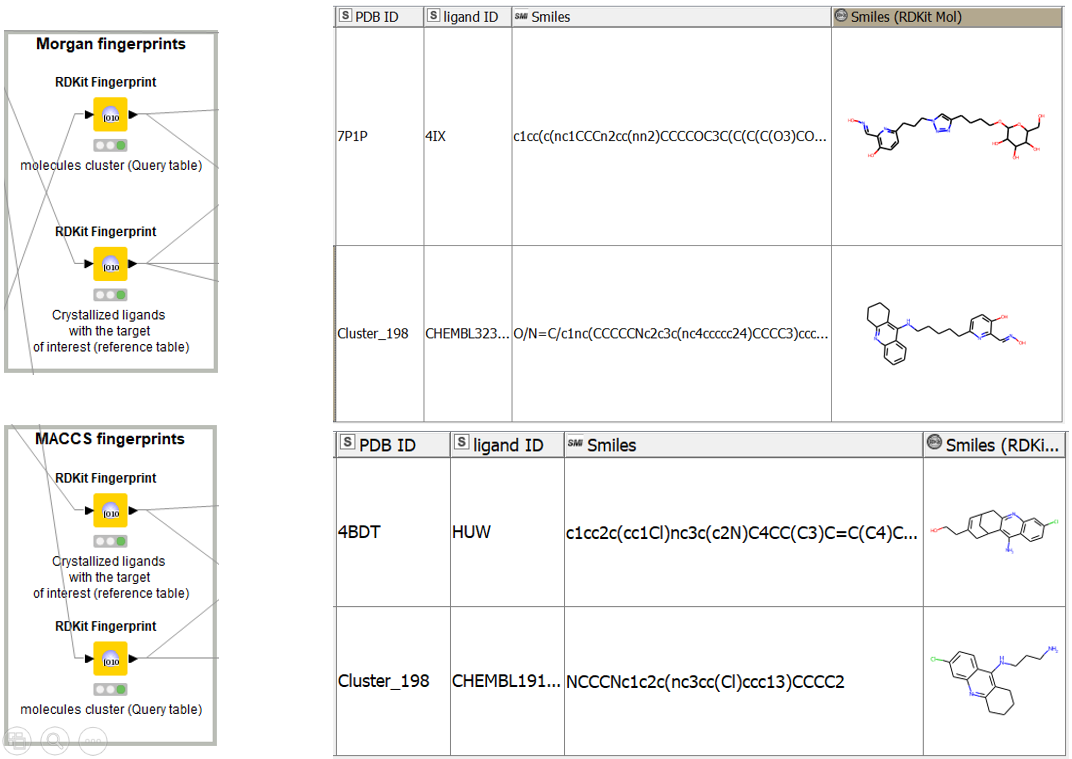 Morgan fingerprints
RDKit Fingerprint
molecules cluster (Query table)
RDKit Fingerprint
Crystallized ligands
with the target
of interest (reference table)
MACCS fingerprints
RDKit Fingerprint
Crystallized ligands
with the target
of interest (reference table)
RDKit Fingerprint
molecules cluster (Query table)
S PDB ID S ligand ID SMI Smiles Smiles (RDKit Mol)
7P1P 4IX c1cc(c(nc1CCCn2cc(nn2)CCCCOC3C(C(C(C(O3)CO...
Cluster_198 CHEMBL323... O/N=C/c1nc(CCCCCNc2c3c(nc4ccccc24)CCCC3)ccc...
S PDB ID S ligand ID SMI Smiles Smiles (RDKi...
4BDT HUW c1cc2c(cc1Cl)nc3c(c2N)C4CC(C3)C=C(C4)C...
Cluster_198 CHEMBL191... NCCCNc1c2c(nc3cc(Cl)ccc13)CCCC2